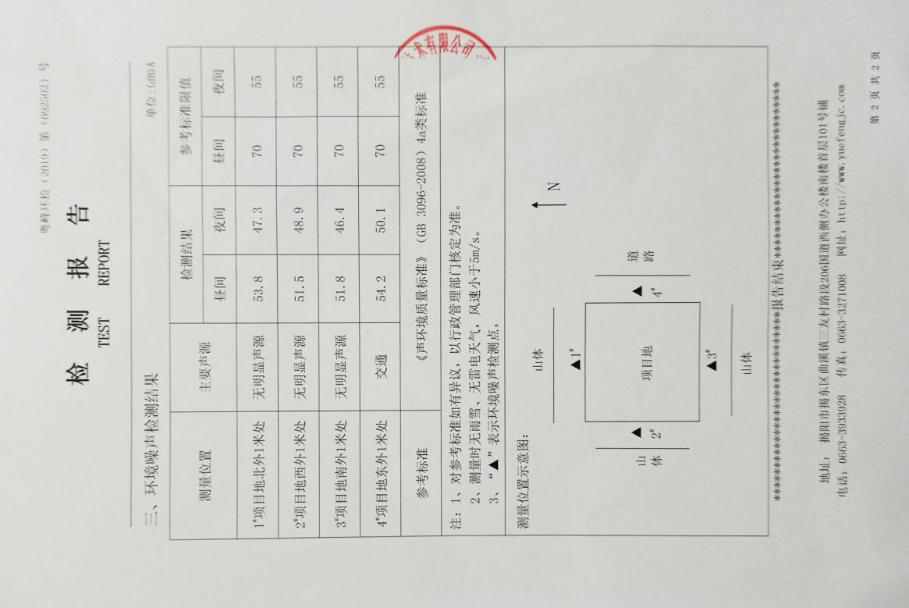 粤峰环检（2019）第（092502）号
检 测 报 告
TEST REPORT
三、环境噪声检测结果
单位:(dB)A
测量位置 主要声源 检测结果 参考标准限值
昼间 夜间 昼间 夜间
1#项目地北外1米处 无明显声源 53.8 47.3 70 55
2#项目地西外1米处 无明显声源 51.5 48.9 70 55
3#项目地南外1米处 无明显声源 51.8 46.4 70 55
4#项目地东外1米处 交通 54.2 50.1 70 55
参考标准 《声环境质量标准》（GB 3096-2008）4a类标准
术有限公司
注：1、对参考标准如有异议，以行政管理部门核定为准。
2、测量时无雨雪、无雷电天气，风速小于5m/s。
3、“▲”表示环境噪声检测点。
测量位置示意图：
N
山体
▲1#
山体
▲2#
项目地
▲4#
道路
▲3#
山体
************************报告结束************************
地址： 揭阳市揭东区曲溪镇三友村路段206国道西侧办公楼南楼首层101号铺
电话：0663-3933928 传真：0663-3271008 网址：http://www.yuefengjc.com
第 2 页 共 2 页